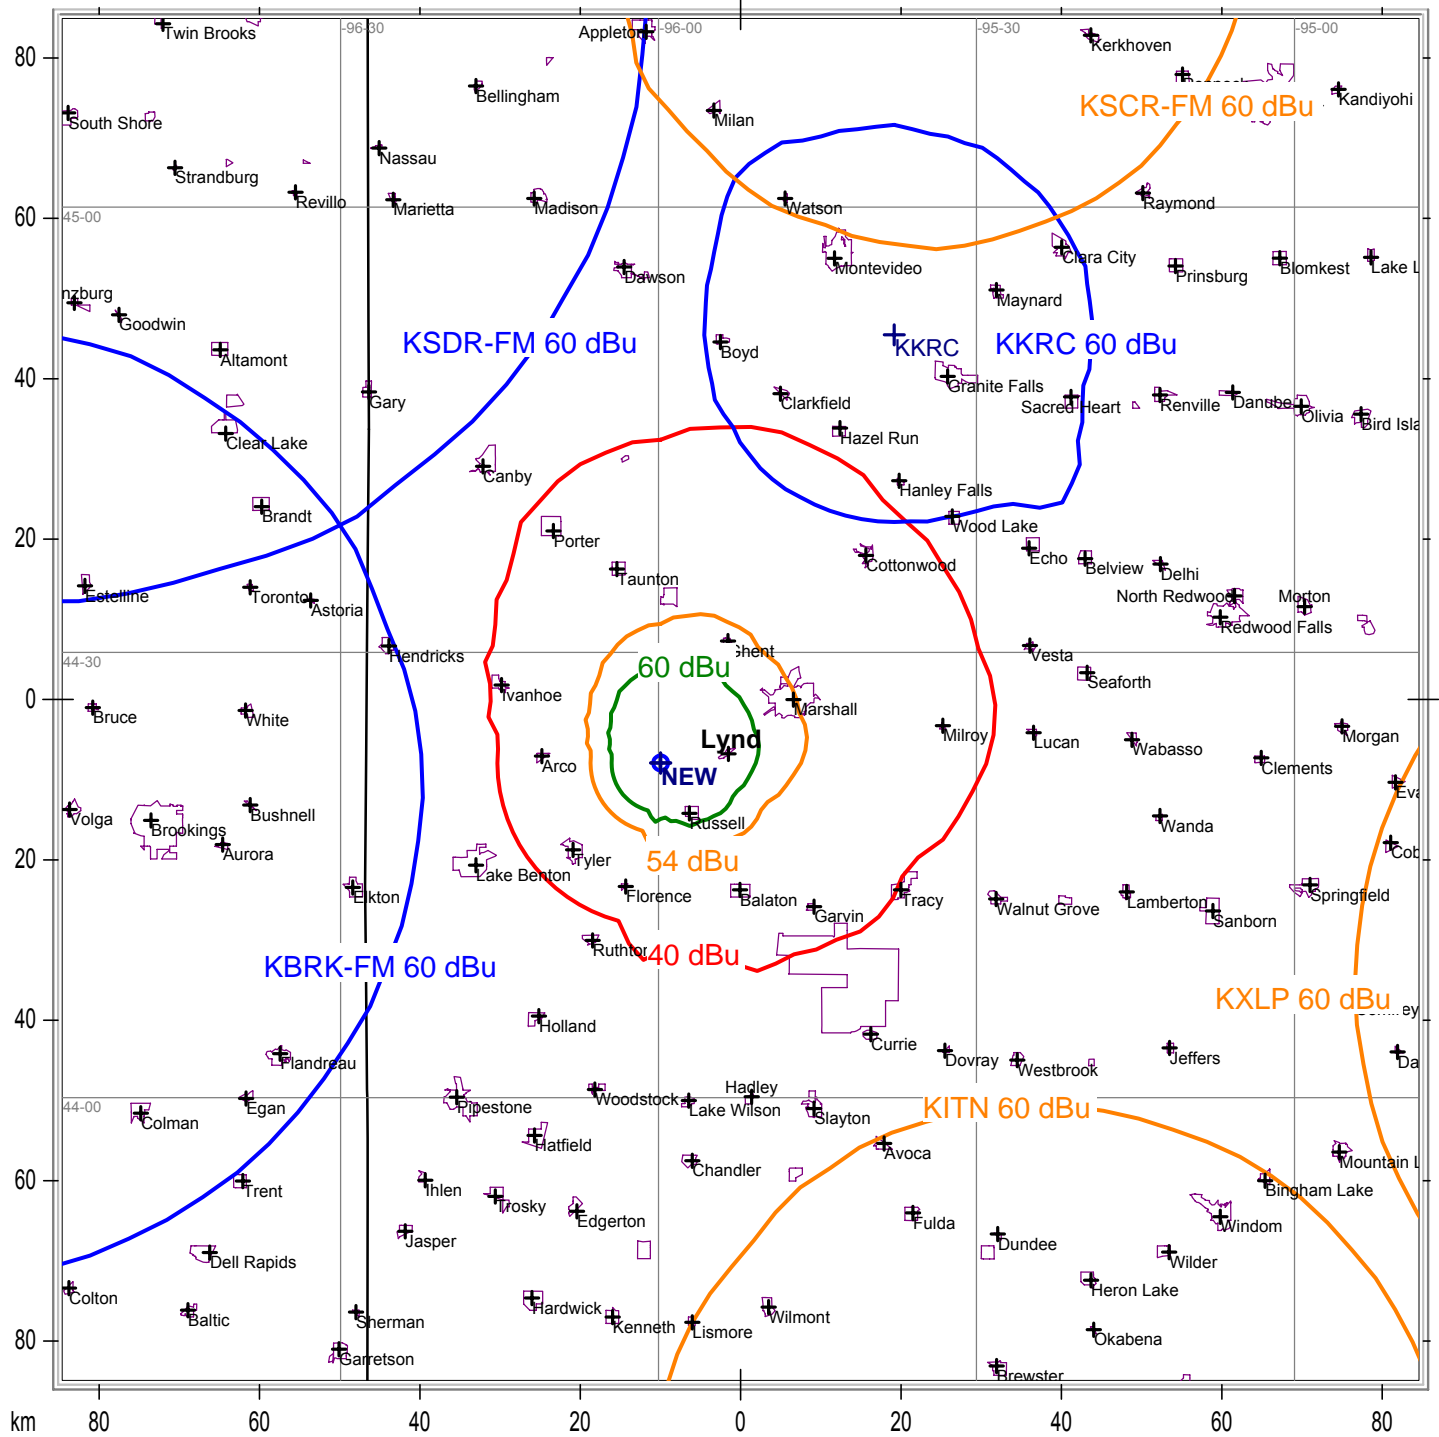 80
Twin Brooks
-96-30
Appleton
-96-00
-95-30
-95-00
Kerkhoven
Bellingham
Kandiyohi
KSCR-FM 60 dBu
South Shore
Milan
Nassau
Strandburg
Revillo
Marietta
Madison
Watson
Raymond
60
45-00
Montevideo
Clara City
Prinsburg
Blomkest
Lake L
Dawson
nzburg
Maynard
Goodwin
KSDR-FM 60 dBu
KKRC
KKRC 60 dBu
Altamont
Boyd
40
Gary
Granite Falls
Clarkfield
Sacred Heart
Renville
Danube
Olivia
Bird Isla
Clear Lake
Hazel Run
Canby
Hanley Falls
Brandt
Wood Lake
20
Porter
Echo
Belview
Delhi
Cottonwood
Taunton
Estelline
Toronto
Astoria
North Redwood
Morton
Redwood Falls
Hendricks
Ghent
Vesta
44-30
60 dBu
Seaforth
Ivanhoe
0
Bruce
White
Marshall
Lynd
Milroy
Lucan
Wabasso
Morgan
Arco
NEW
Clements
Eva
Volga
Brookings
Bushnell
Russell
Wanda
Aurora
Tyler
54 dBu
Cob
20
Lake Benton
Elkton
Florence
Balaton
Garvin
Tracy
Walnut Grove
Lamberton
Sanborn
Springfield
Ruthton
40 dBu
KBRK-FM 60 dBu
KXLP 60 dBu
40
Holland
Currie
Flandreau
Dovray
Westbrook
Jeffers
Da
44-00
Egan
Colman
Pipestone
Woodstock
Lake Wilson
Hadley
Slayton
KITN 60 dBu
Hatfield
Avoca
Chandler
Mountain L
60
Trent
Ihlen
Trosky
Edgerton
Fulda
Bingham Lake
Windom
Jasper
Dundee
Dell Rapids
Wilder
Colton
Heron Lake
Baltic
Sherman
Hardwick
Kenneth
Lismore
Wilmont
80
Okabena
Garretson
Brewster
km
80
60
40
20
0
20
40
60
80